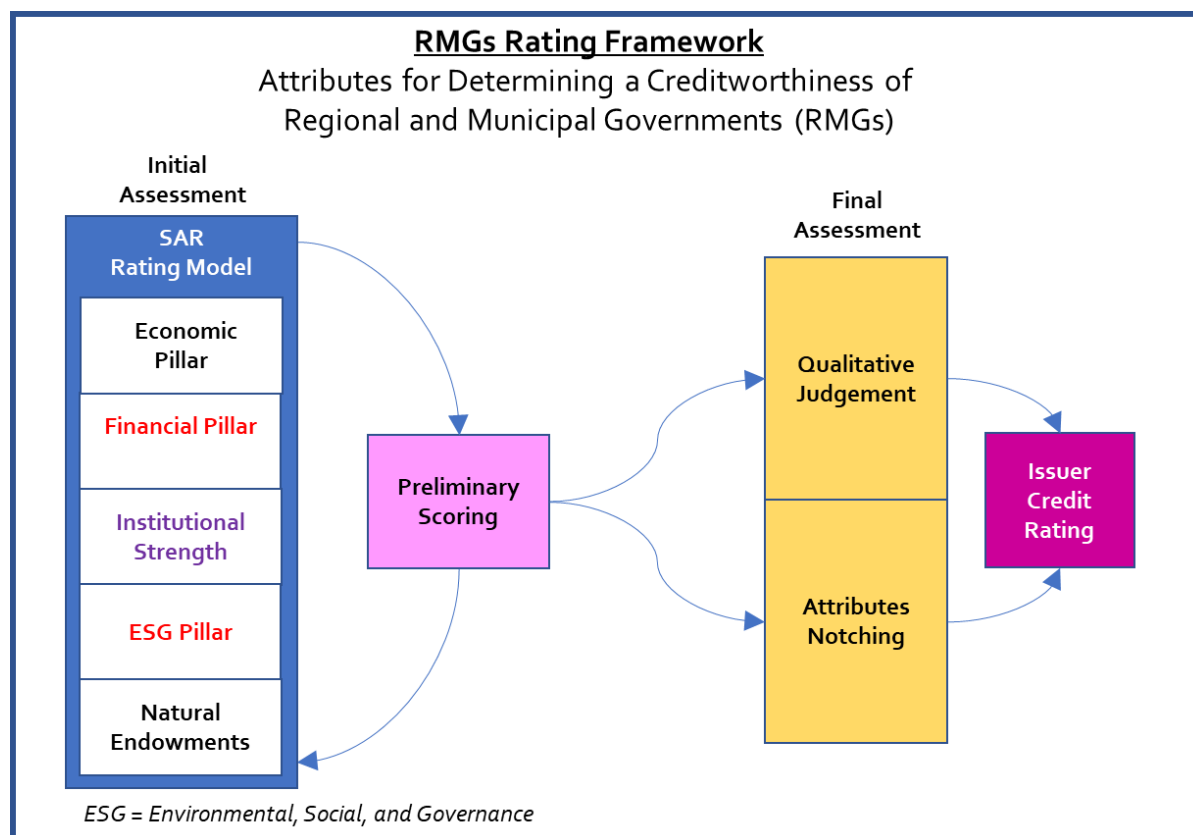 RMGs Rating Framework
Attributes for Determining a Creditworthiness of
Regional and Municipal Governments (RMGs)
Initial
Assessment
SAR
Rating Model
Economic
Pillar
Financial Pillar
Institutional
Strength
ESG Pillar
Natural
Endowments
Preliminary
Scoring
Final
Assessment
Qualitative
Judgement
Attributes
Notching
Issuer
Credit
Rating
ESG = Environmental, Social, and Governance